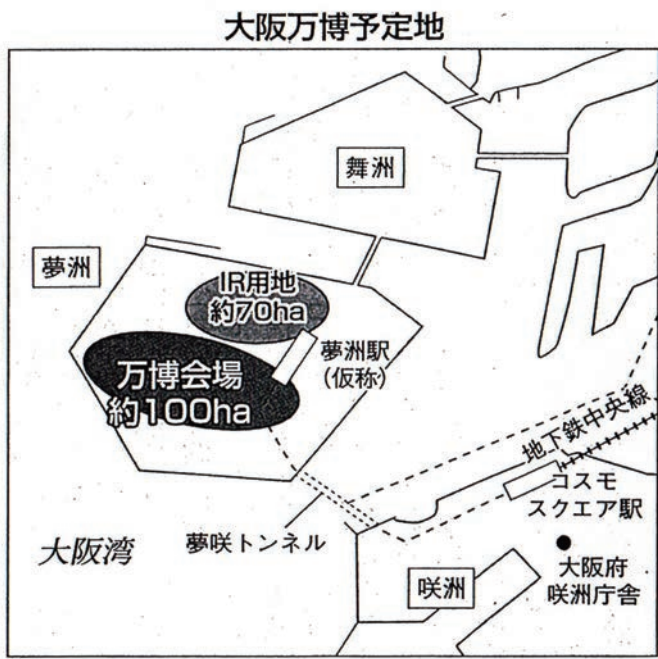 大阪万博予定地
舞洲
夢洲
IR用地
約70ha
万博会場
約100ha
夢洲駅
(仮称)
地下鉄中央線
コスモ
スクエア駅
夢咲トンネル
大阪湾
咲洲
大阪府
咲洲庁舎